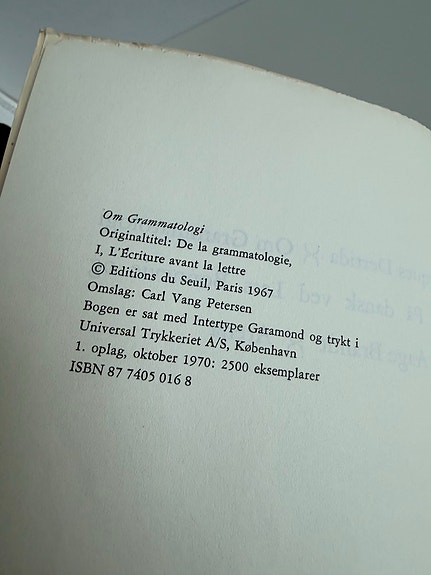 Om Grammatologi
Originaltitel: De la grammatologie,
I, L'Écriture avant la lettre
© Editions du Seuil, Paris 1967
Omslag: Carl Vang Petersen
Bogen er sat med Intertype Garamond og trykt i
Universal Trykkeriet A/S, København
1. oplag, oktober 1970: 2500 eksemplarer
ISBN 87 7405 016 8